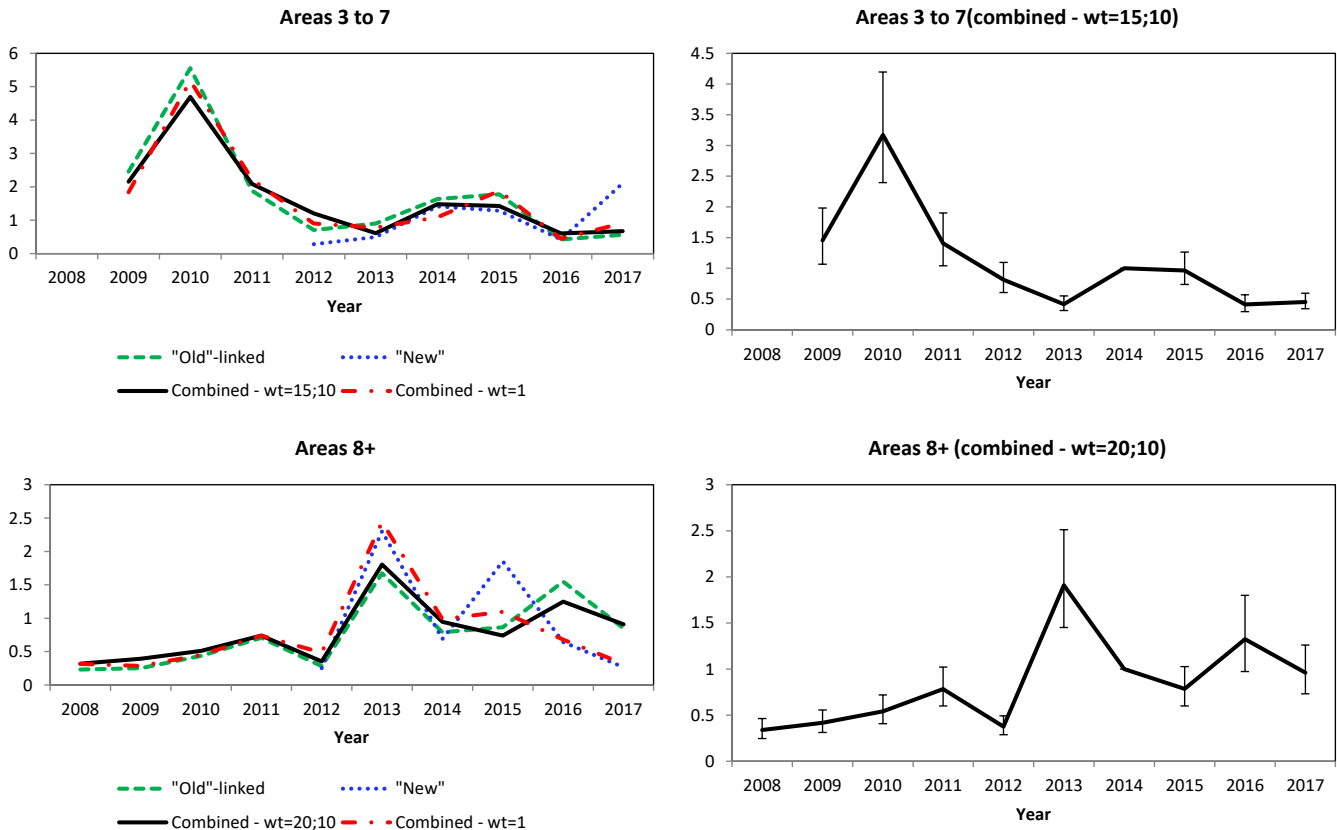 Areas 3 to 7
6
5
4
3
2
1
0
2008 2009 2010 2011 2012 2013 2014 2015 2016 2017
Year
"Old"-linked "New"
Combined - wt=15;10 Combined - wt=1
Areas 3 to 7(combined - wt=15;10)
4.5
4
3.5
3
2.5
2
1.5
1
0.5
0
2008 2009 2010 2011 2012 2013 2014 2015 2016 2017
Year
Areas 8+
3
2.5
2
1.5
1
0.5
0
2008 2009 2010 2011 2012 2013 2014 2015 2016 2017
Year
"Old"-linked "New"
Combined - wt=20;10 Combined - wt=1
Areas 8+ (combined - wt=20;10)
3
2.5
2
1.5
1
0.5
0
2008 2009 2010 2011 2012 2013 2014 2015 2016 2017
Year